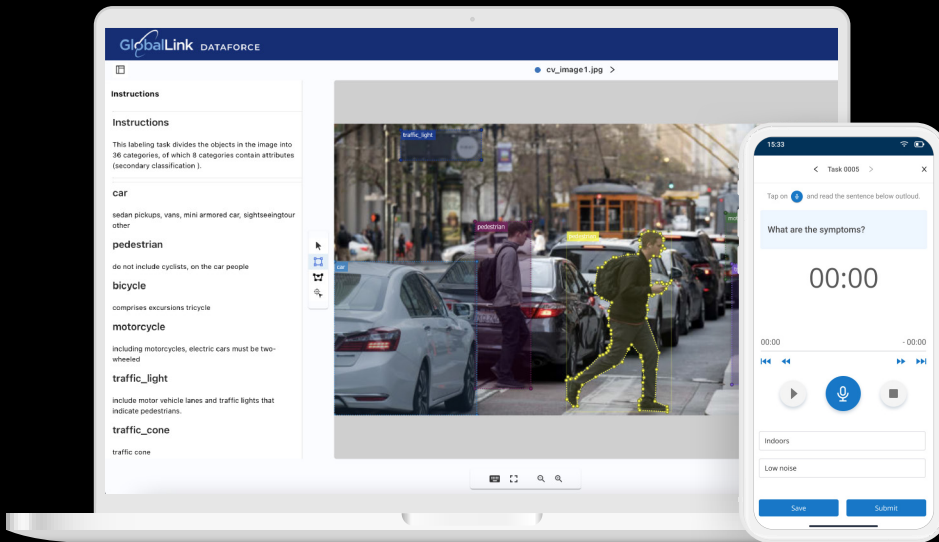 GlobalLink DATAFORCE
cv_image1.jpg
Instructions
Instructions
This labeling task divides the objects in the image into
36 categories, of which 8 categories contain attributes
(secondary classification ).
car
sedan pickups, vans, mini armored car, sightseeingtour
other
pedestrian
do not include cyclists, on the car people
bicycle
comprises excursions tricycle
motorcycle
including motorcycles, electric cars must be two-
wheeled
traffic_light
include motor vehicle lanes and traffic lights that
indicate pedestrians.
traffic_cone
traffic cone
traffic_light
pedestrian
car
15:33
Task 0005
Tap on and read the sentence below outloud.
What are the symptoms?
00:00
00:00
- 00:00
Indoors
Low noise
Save
Submit